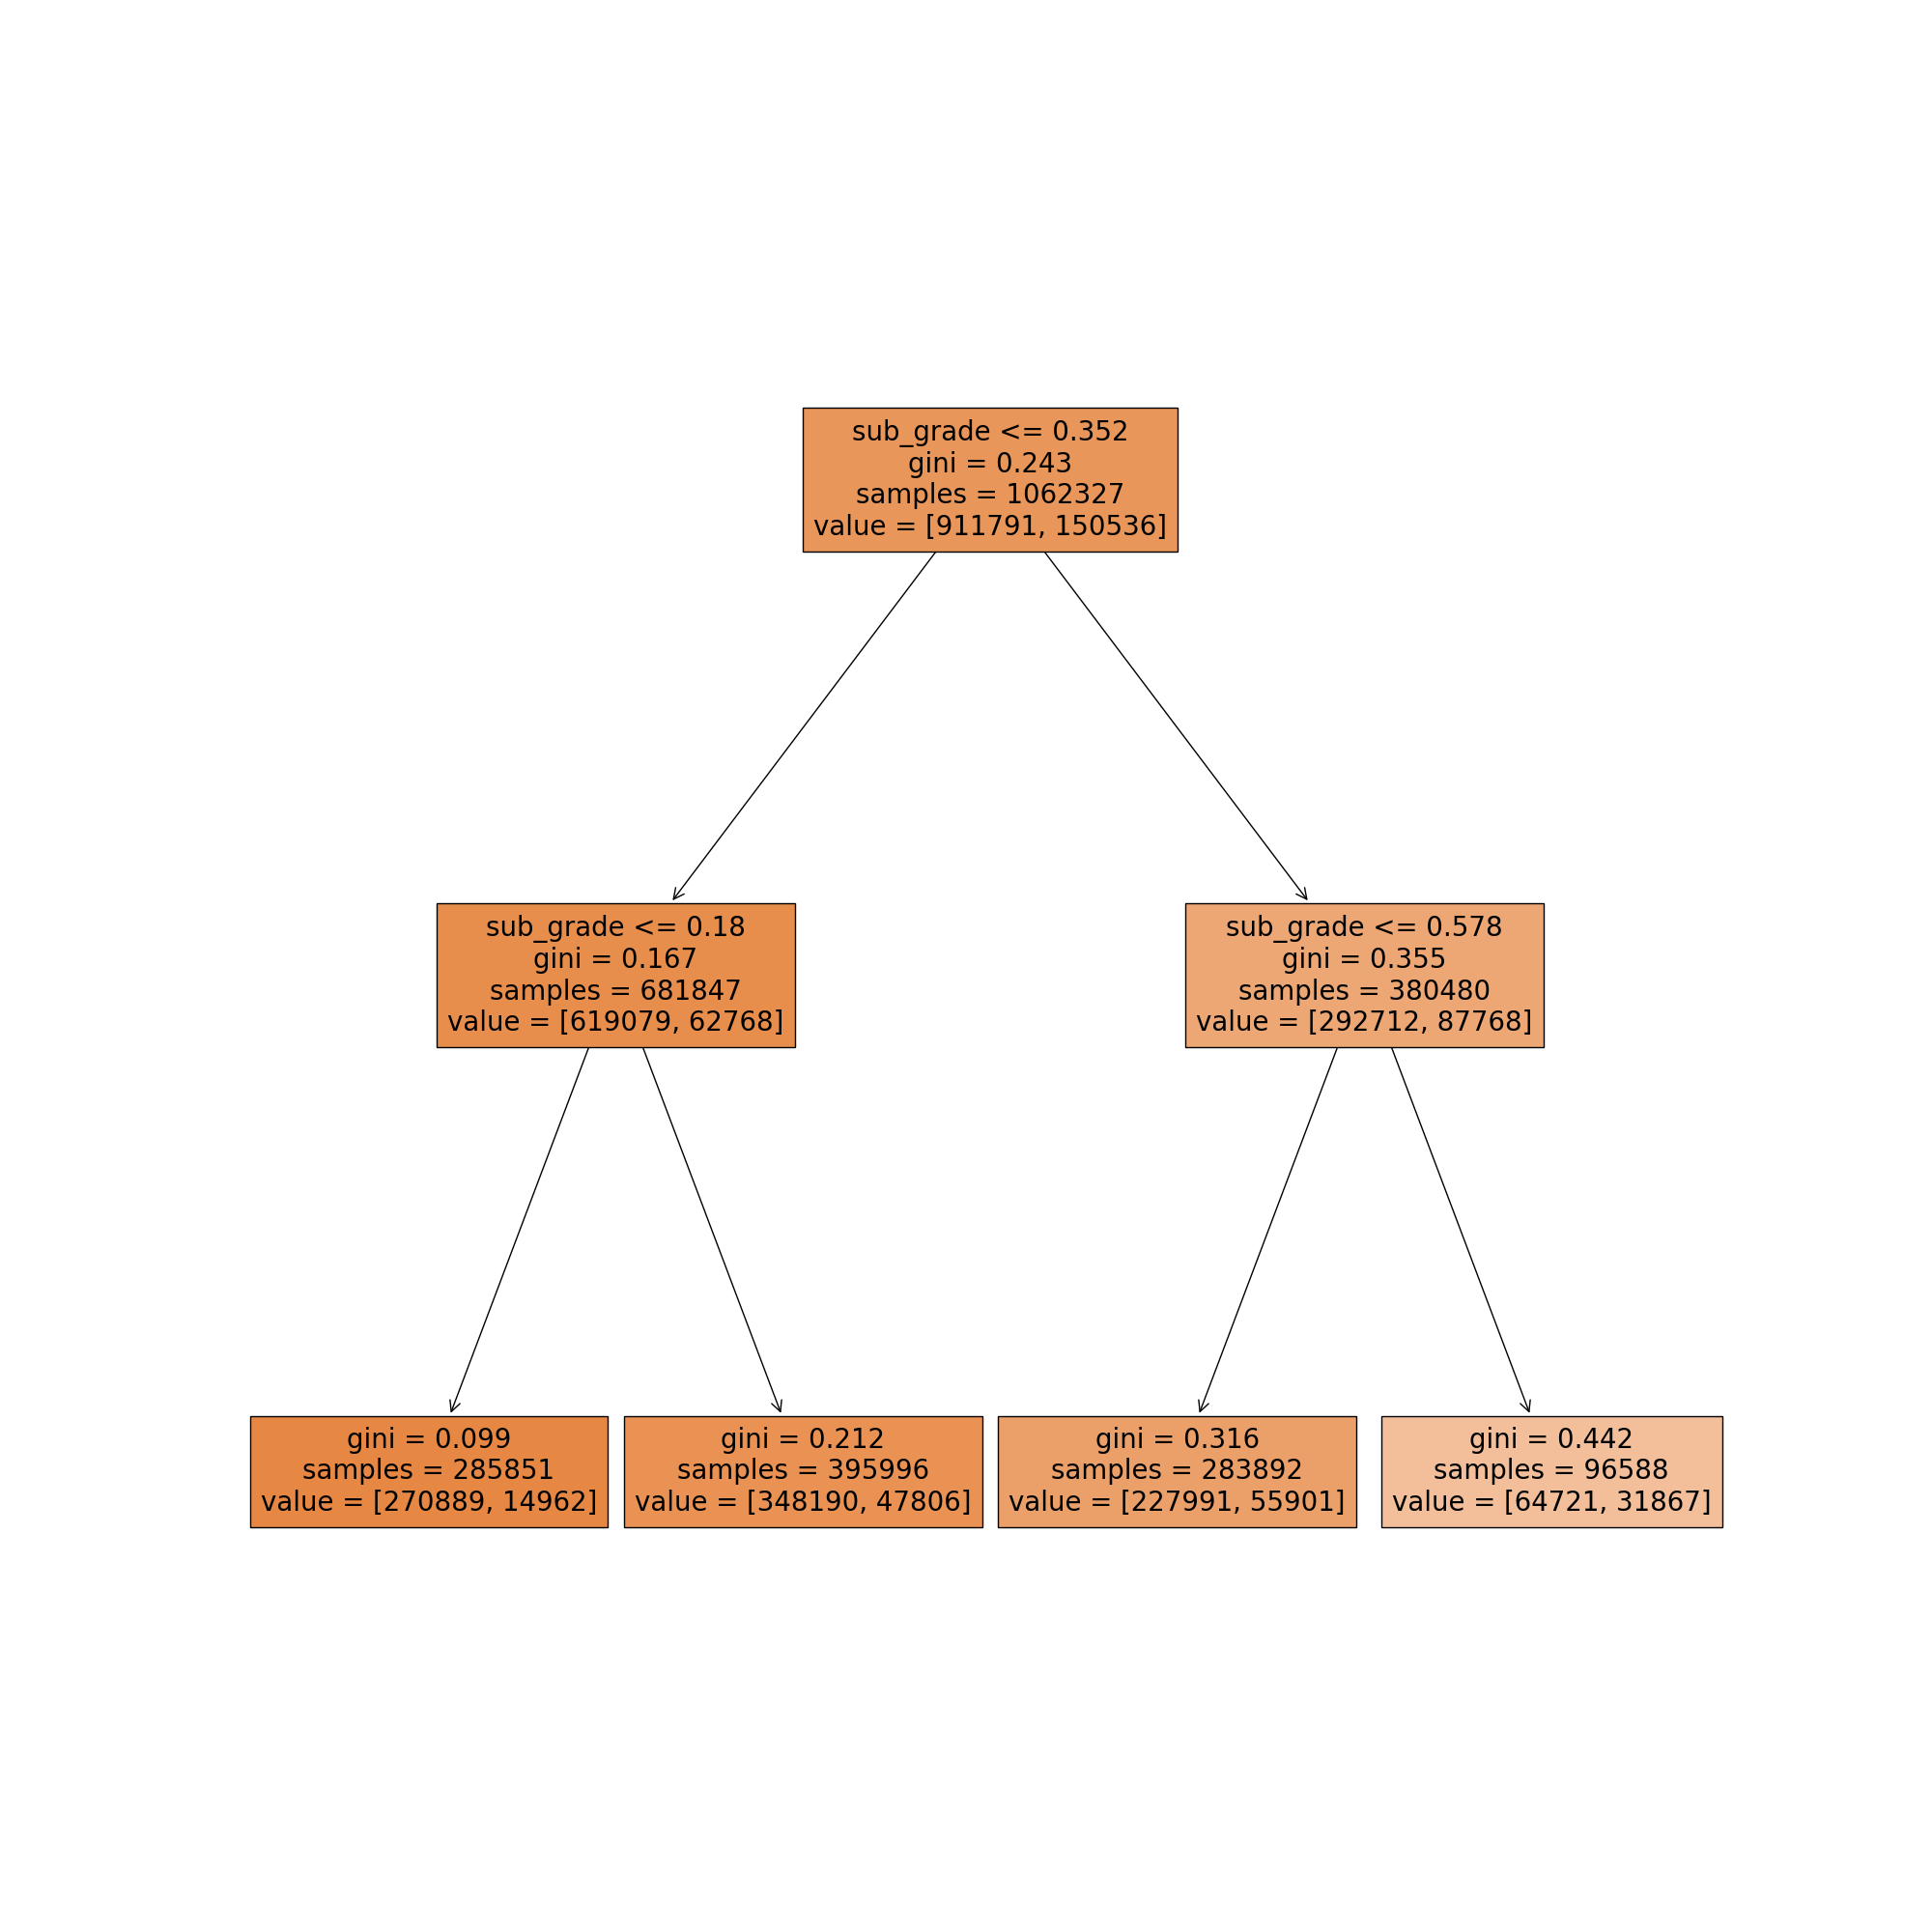 sub_grade <= 0.352
gini = 0.243
samples = 1062327
value = [911791, 150536]
sub_grade <= 0.18
gini = 0.167
samples = 681847
value = [619079, 62768]
sub_grade <= 0.578
gini = 0.355
samples = 380480
value = [292712, 87768]
gini = 0.099
samples = 285851
value = [270889, 14962]
gini = 0.212
samples = 395996
value = [348190, 47806]
gini = 0.316
samples = 283892
value = [227991, 55901]
gini = 0.442
samples = 96588
value = [64721, 31867]